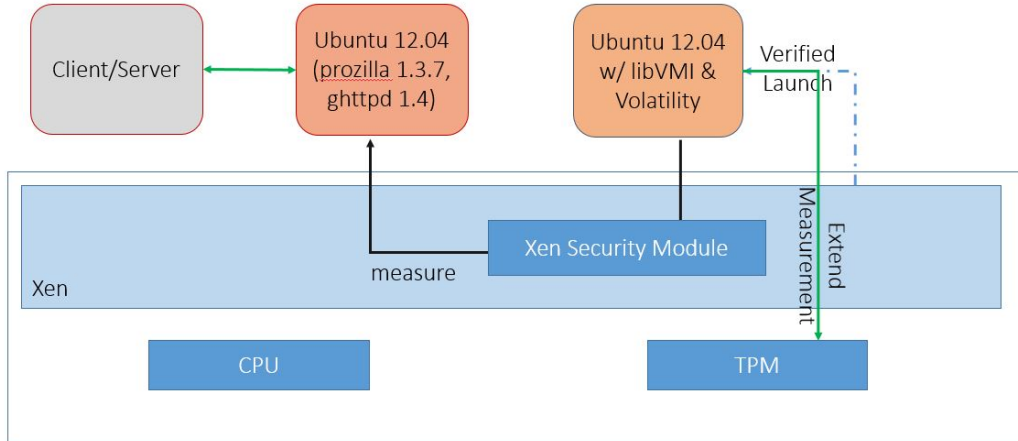 Client/Server
Ubuntu 12.04
(prozilla 1.3.7,
ghttpd 1.4)
Ubuntu 12.04
w/ libVMI &
Volatility
Verified
Launch
Extend
Measurement
Xen Security Module
measure
Xen
CPU
TPM